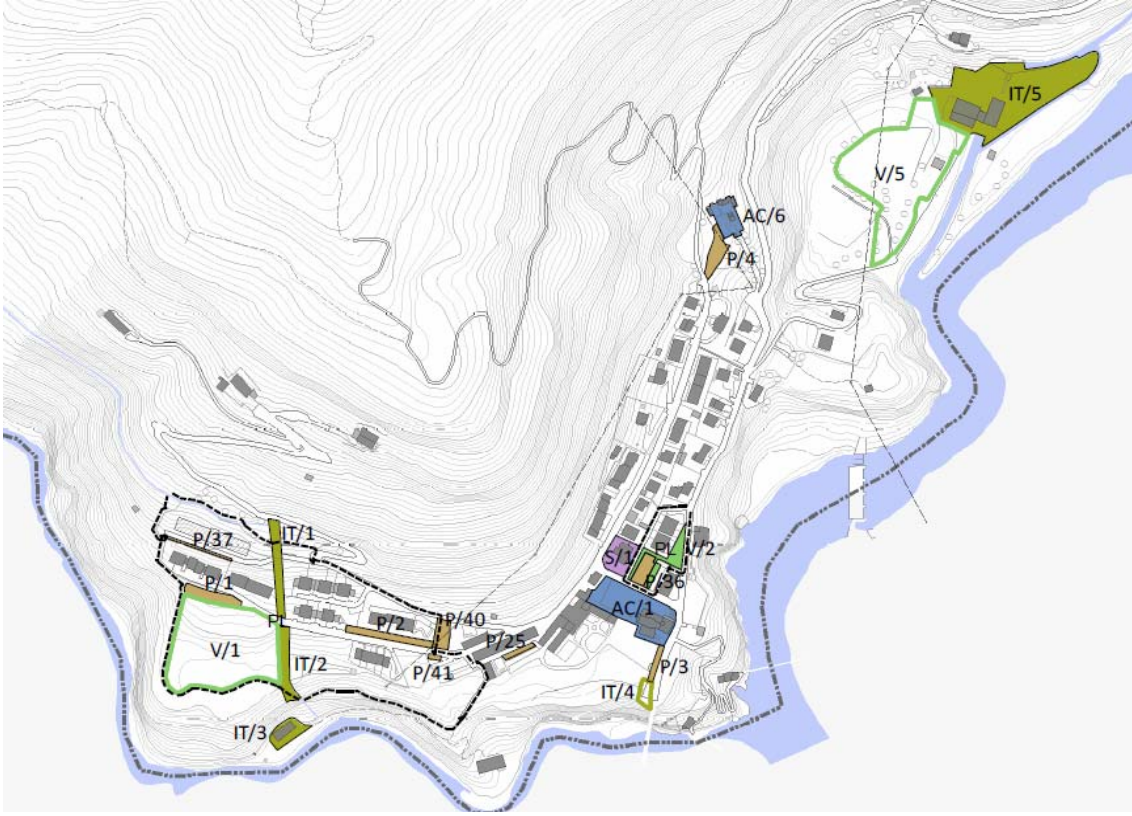 IT/5
V/5
AC/6
P/4
IT/1
P/37
S/1
PL
V/2
P/36
P/1
AC/1
PL
P/2
P/40
P/25
V/1
IT/2
P/41
P/3
IT/4
IT/3